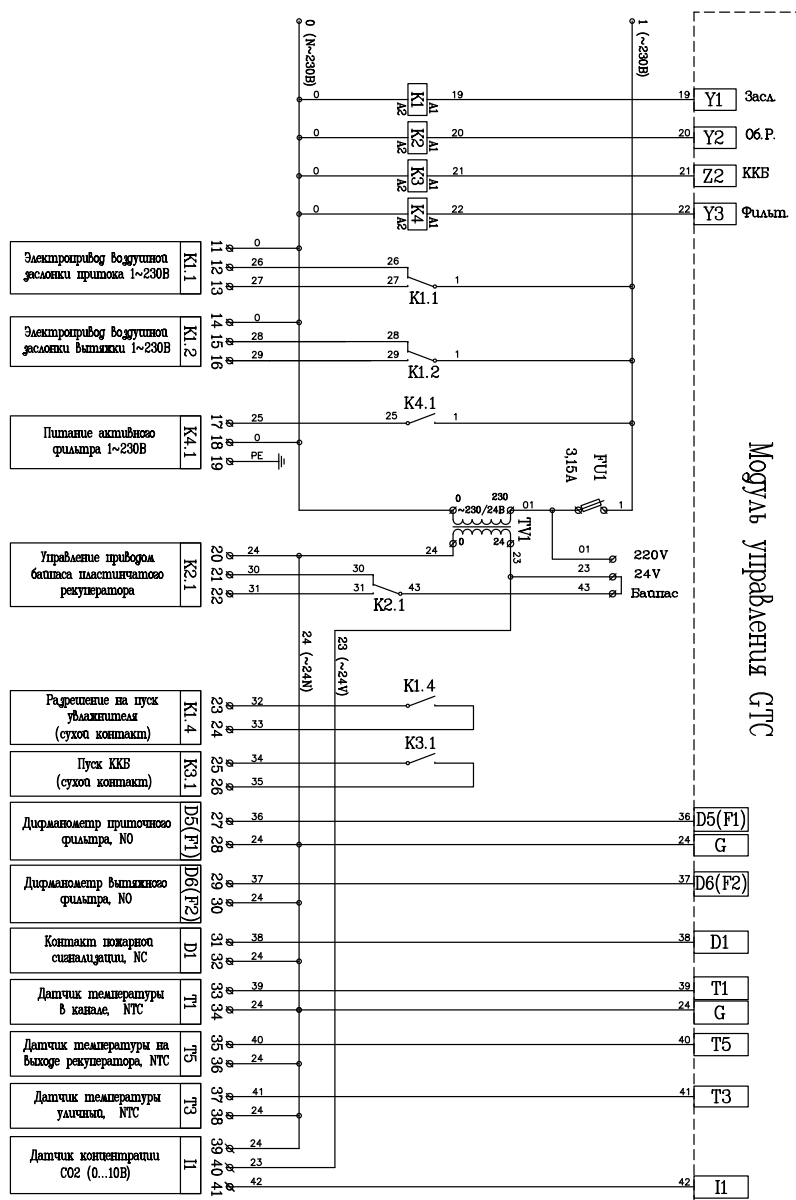 0 (N~230В)
1 (~230В)
0
K1
A2
A1
19
19
Y1
Засл.
0
K2
A2
A1
20
20
Y2
Об.Р.
0
K3
A2
A1
21
21
Z2
ККБ
0
K4
A2
A1
22
22
Y3
Фильт.
Электропривод воздушной
заслонки притока 1~230В
K1.1
11
12
13
0
26
27
26
27
1
K1.1
Электропривод воздушной
заслонки вытяжки 1~230В
K1.2
14
15
16
0
28
29
28
29
1
K1.2
Питание активного
фильтра 1~230В
K4.1
17
18
19
25
0
PE
25
K4.1
1
Модуль управления GTC
FU1
3,15А
1
0
230
~230/24В
01
TV1
0
24
24
23
Управление приводом
байпаса пластинчатого
рекуператора
K2.1
20
21
22
24
30
31
30
31
43
K2.1
01
220V
23
24V
43
Байпас
24 (~24N)
23 (~24V)
Разрешение на пуск
увлажнителя
(сухой контакт)
K1.4
23
24
32
33
K1.4
Пуск ККБ
(сухой контакт)
K3.1
25
26
34
35
K3.1
Дифманометр приточного
фильтра, NO
D5(F1)
27
28
36
24
36
D5(F1)
24
G
Дифманометр вытяжного
фильтра, NO
D6(F2)
29
30
37
24
37
D6(F2)
Контакт пожарной
сигнализации, NC
D1
31
32
38
24
38
D1
Датчик температуры
в канале, NTC
T1
33
34
39
24
39
T1
24
G
Датчик температуры на
выходе рекуператора, NTC
T5
35
36
40
24
40
T5
Датчик температуры
уличный, NTC
T3
37
38
41
24
41
T3
Датчик концентрации
CO2 (0...10В)
I1
39
40
41
24
23
42
42
I1